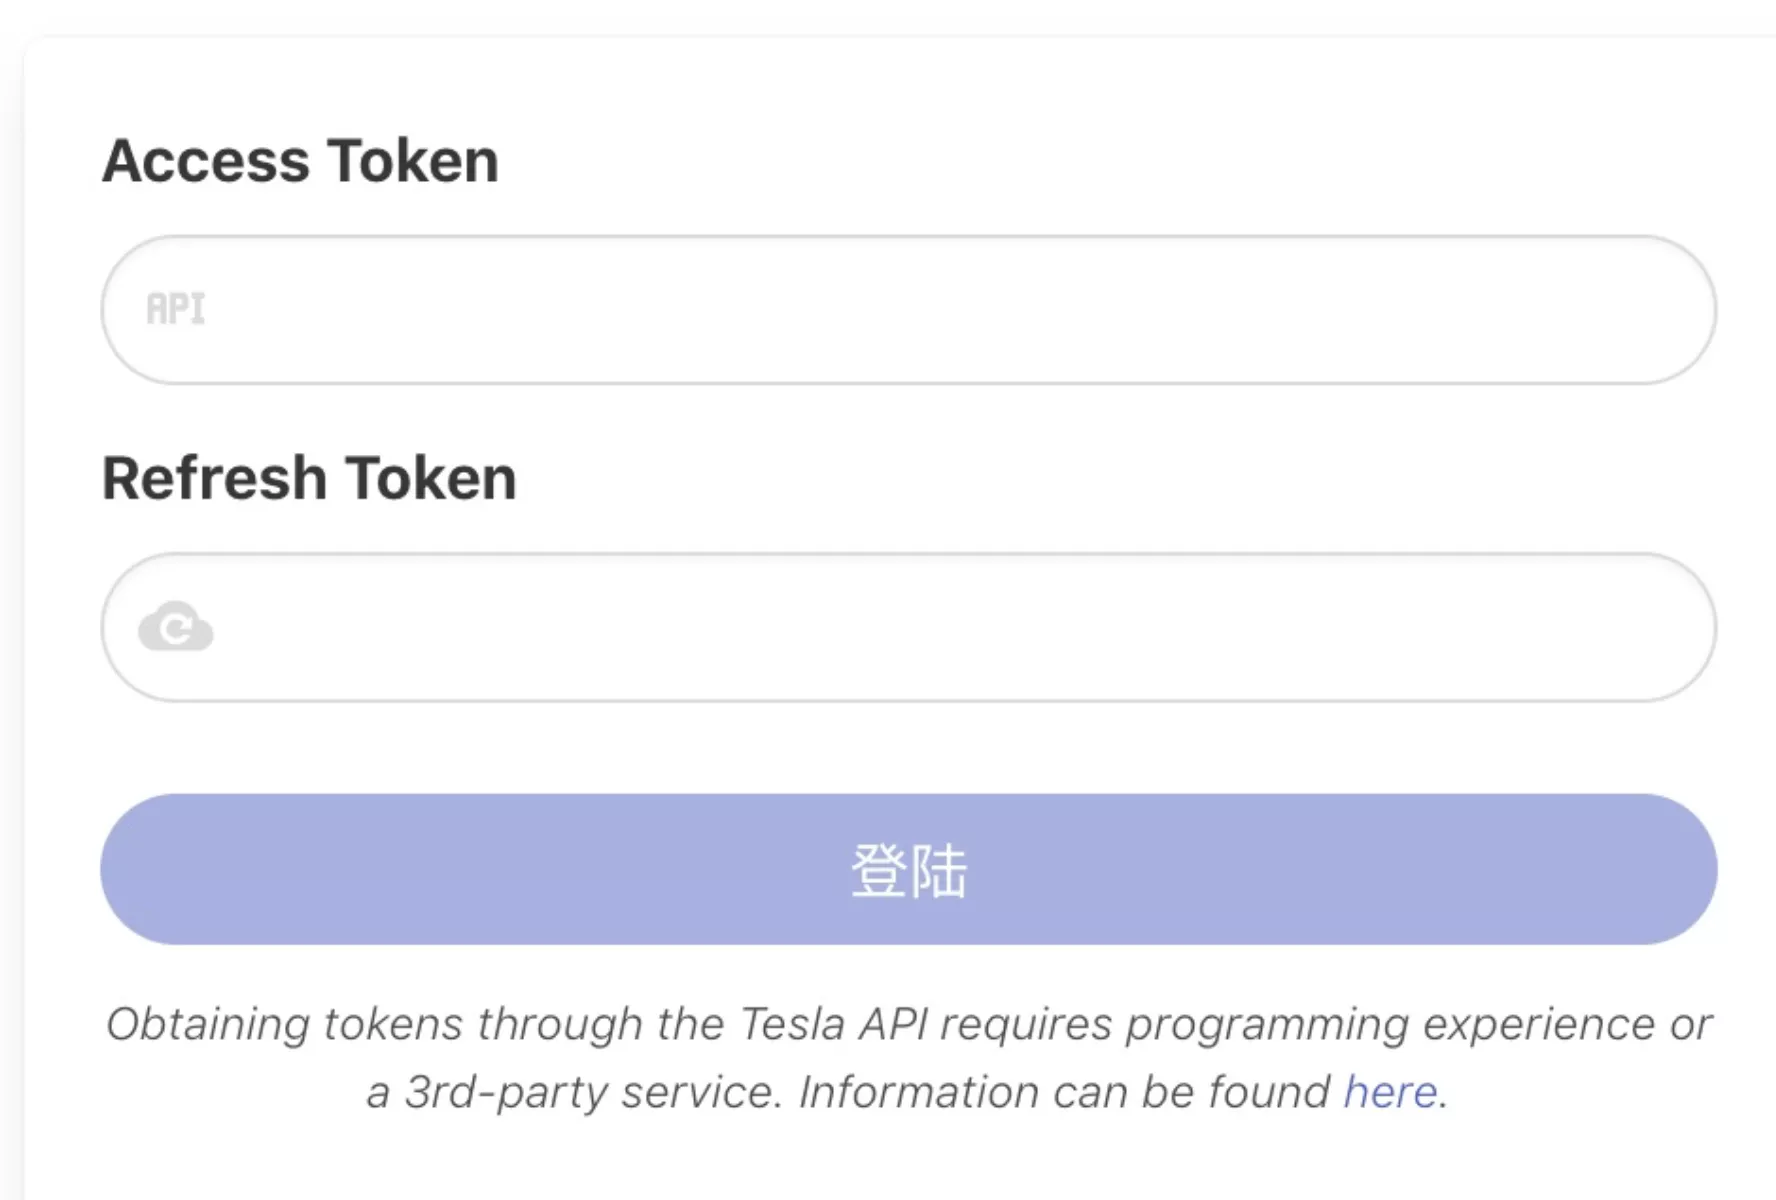 Access Token
API
Refresh Token
登陆
Obtaining tokens through the Tesla API requires programming experience or
a 3rd-party service. Information can be found here.